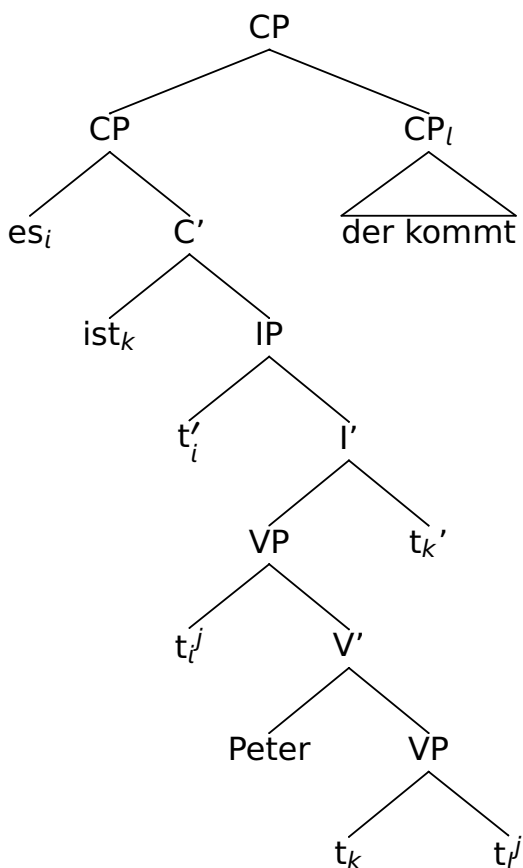 CP
CP CPₗ
esᵢ C’ der kommt
istₖ IP
t′ᵢ I’
VP tₖ’
tᵢʲ V’
Peter VP
tₖ tₗʲ